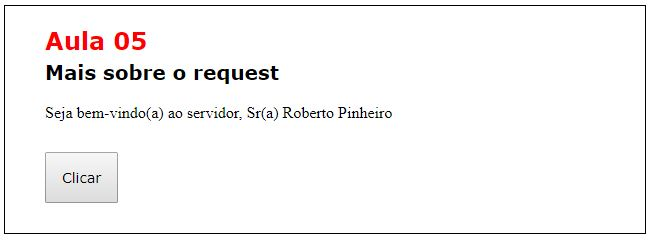 Aula 05
Mais sobre o request
Seja bem-vindo(a) ao servidor, Sr(a) Roberto Pinheiro
Clicar